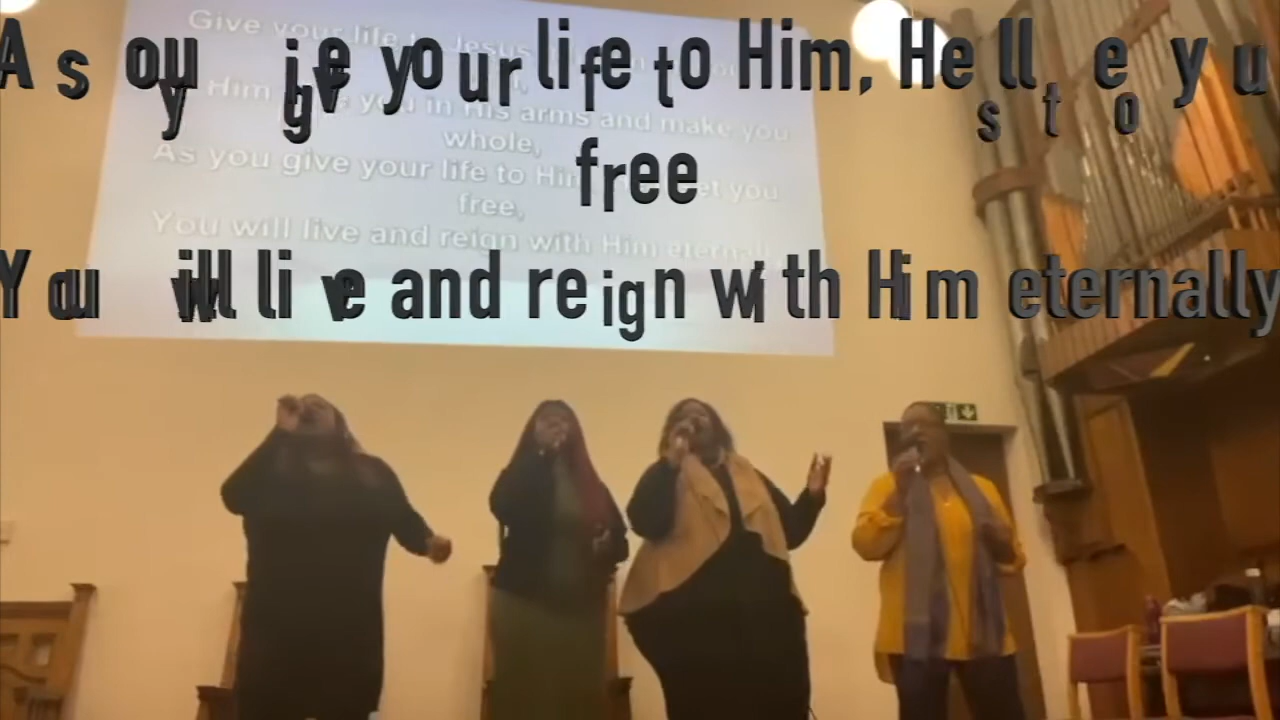 As you give your life to Him, Hell set you
free
You will live and reign with Him eternally
Give your life to Jesus
Him you in His arms and make you
whole,
As you give your life to Him set you
free,
You will live and reign with Him eternally